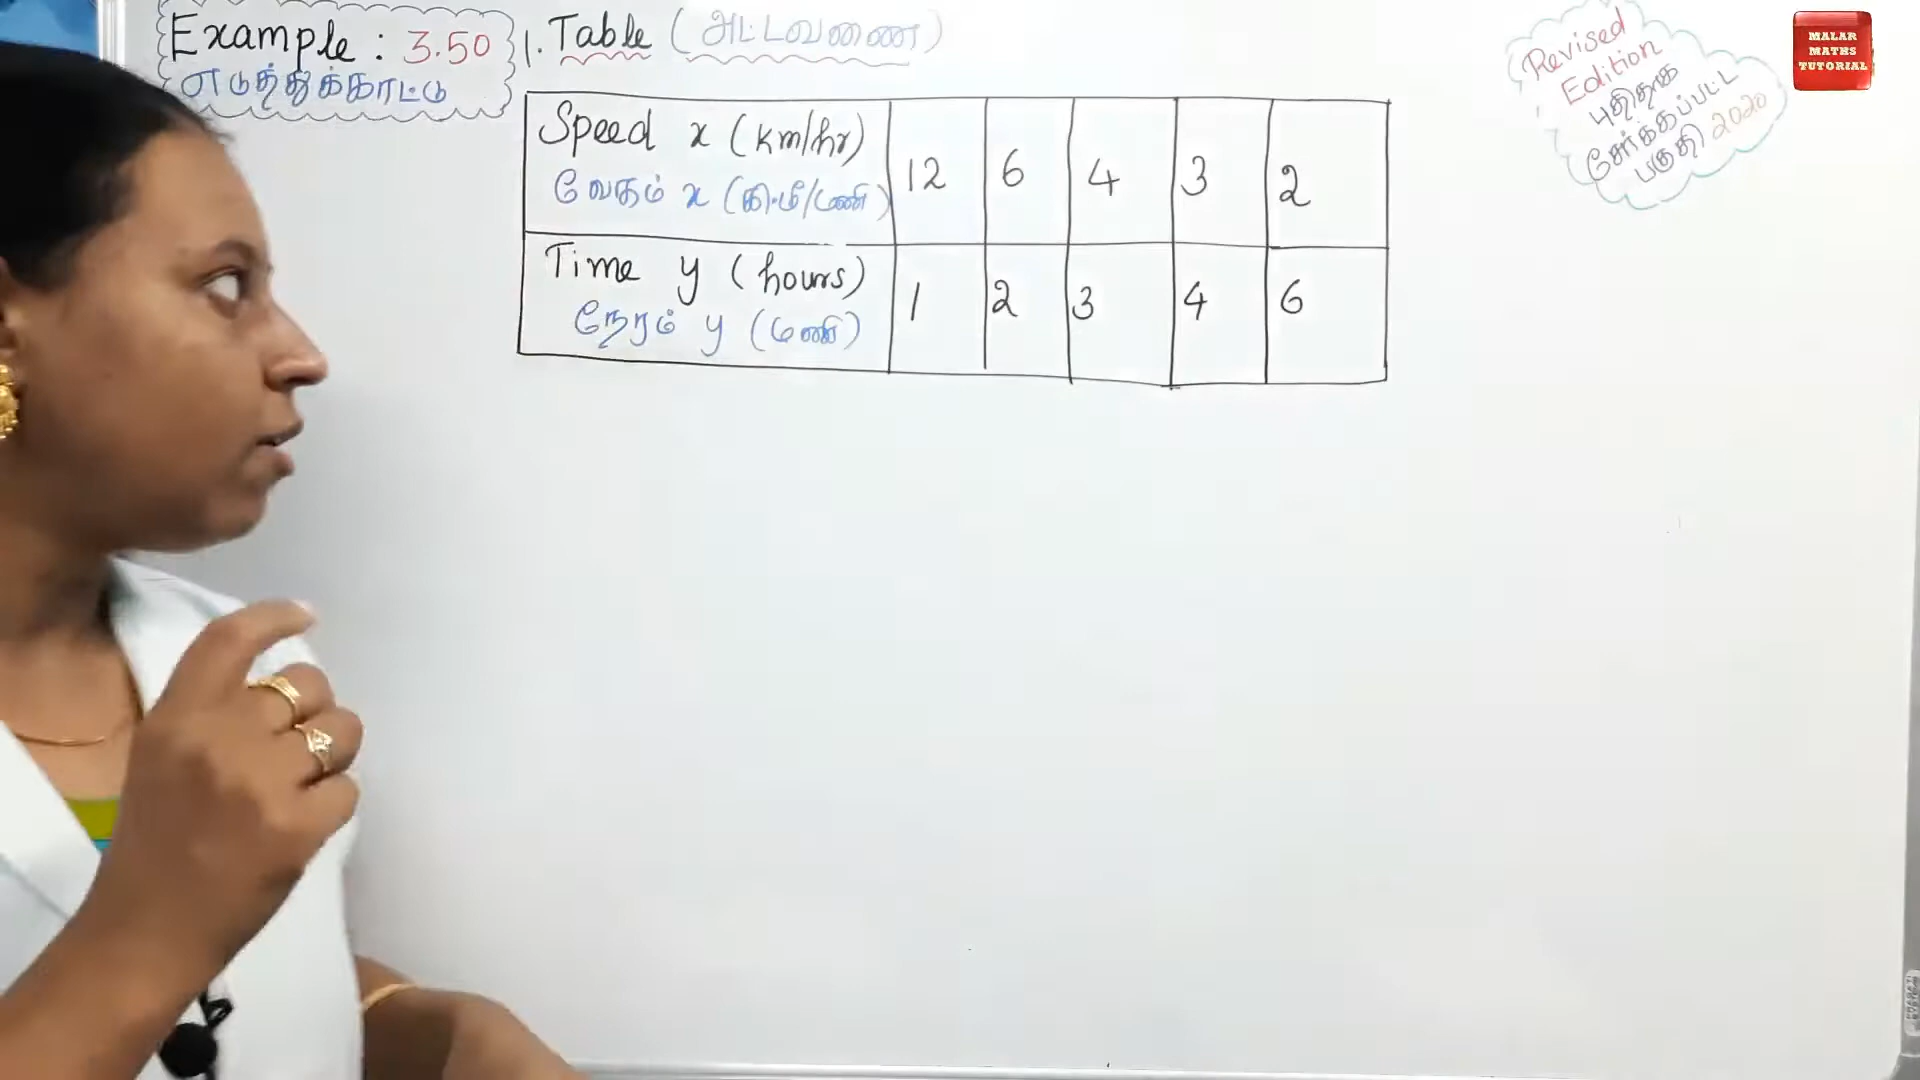 Example : 3.50
எடுத்துக்காட்டு
1. Table (அட்டவணை)
Speed x (km/hr) 12 6 4 3 2
வேகம் x (கி.மீ/மணி)
Time y (hours) 1 2 3 4 6
நேரம் y (மணி)
Revised
Edition
புதிதாக
சேர்க்கப்பட்ட
பகுதி 2020
MALAR
MATHS
TUTORIAL